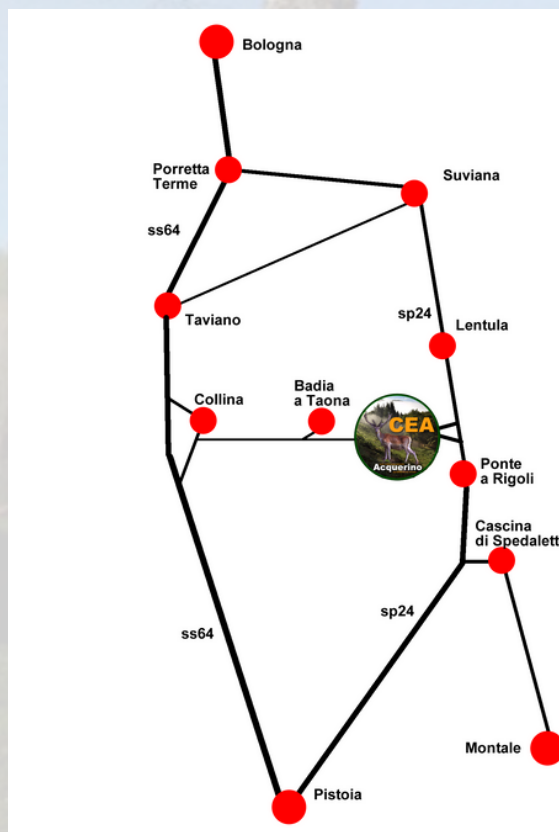 Bologna
Porretta
Terme
Suviana
ss64
Taviano
sp24
Lentula
Collina
Badia
a Taona
CEA
Acquerino
Ponte
a Rigoli
Cascina
di Spedalett
sp24
ss64
Montale
Pistoia